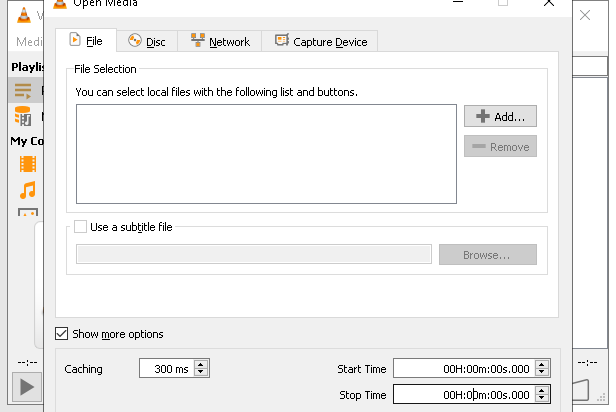 Open Media
V
Medi
File
Disc
Network
Capture Device
Playlis
File Selection
You can select local files with the following list and buttons.
Add...
Remove
My Co
Use a subtitle file
Browse...
Show more options
--:--
--:--
Caching
300 ms
Start Time
00H:00m:00s.000
Stop Time
00H:00m:00s.000